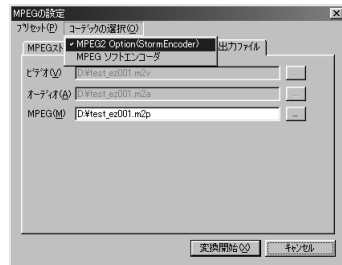 MPEGの設定
プリセット(P) コーデックの選択(O)
MPEGスト 出力ファイル
✓MPEG2 Option(StormEncoder)
MPEG ソフトエンコーダ
ビデオ(V) D:¥test_ez001.m2v ...
オーディオ(A) D:¥test_ez001.m2a ...
MPEG(M) D:¥test_ez001.m2p ...
変換開始(X) キャンセル